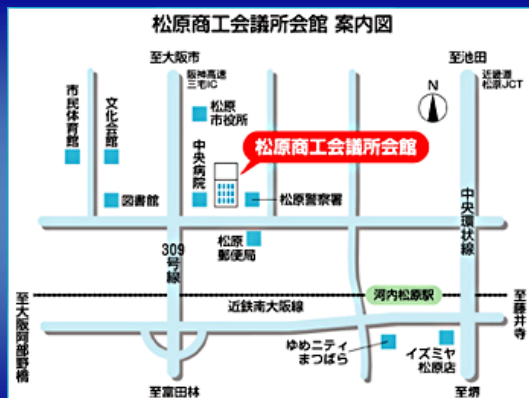 松原商工会議所会館 案内図
至大阪市
至池田
阪神高速
三宅IC
近畿道
松原JCT
N
市民体育館
文化会館
松原
市役所
中央病院
松原商工会議所会館
図書館
松原警察署
中央環状線
309号線
松原
郵便局
河内松原駅
近鉄南大阪線
至大阪阿部野橋
至藤井寺
ゆめニティ
まつばら
イズミヤ
松原店
至富田林
至堺